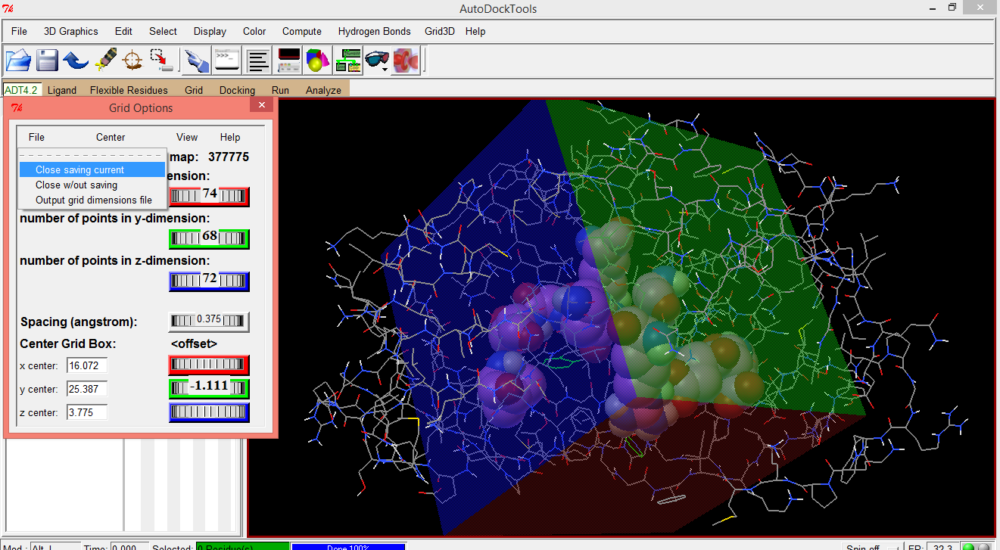 AutoDockTools
File 3D Graphics Edit Select Display Color Compute Hydrogen Bonds Grid3D Help
>>>_
ADT4.2 Ligand Flexible Residues Grid Docking Run Analyze
Grid Options
File Center View Help
map: 377775
Close saving current
ension:
Close w/out saving
74
Output grid dimensions file
number of points in y-dimension:
68
number of points in z-dimension:
72
Spacing (angstrom): 0.375
Center Grid Box: <offset>
x center: 16.072
y center: 25.387 -1.111
z center: 3.775
Mod.: Time: 0.000 Selected: 0 Residue(s) Done 100% Spin off FR: 32.3